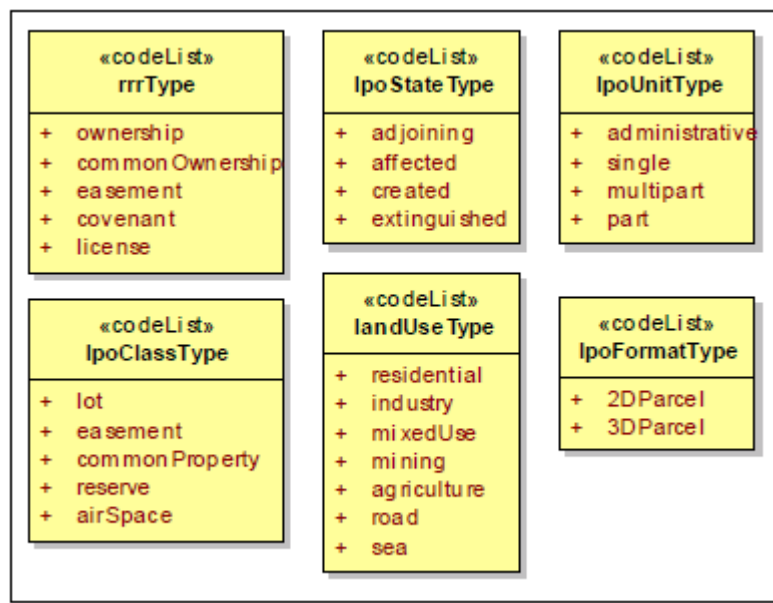 «codeList»
rrrType
+ ownership
+ commonOwnership
+ easement
+ covenant
+ license
«codeList»
lpoStateType
+ adjoining
+ affected
+ created
+ extinguished
«codeList»
lpoUnitType
+ administrative
+ single
+ multipart
+ part
«codeList»
lpoClassType
+ lot
+ easement
+ commonProperty
+ reserve
+ airSpace
«codeList»
landUseType
+ residential
+ industry
+ mixedUse
+ mining
+ agriculture
+ road
+ sea
«codeList»
lpoFormatType
+ 2DParcel
+ 3DParcel